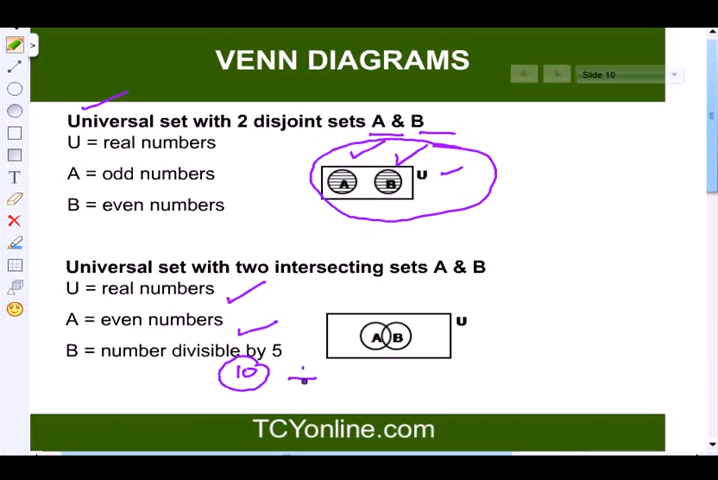 VENN DIAGRAMS
Slide 10
Universal set with 2 disjoint sets A & B
U = real numbers
A = odd numbers
B = even numbers
A B U
Universal set with two intersecting sets A & B
U = real numbers
A = even numbers
B = number divisible by 5
A B U
10 ÷
TCYonline.com
T
A